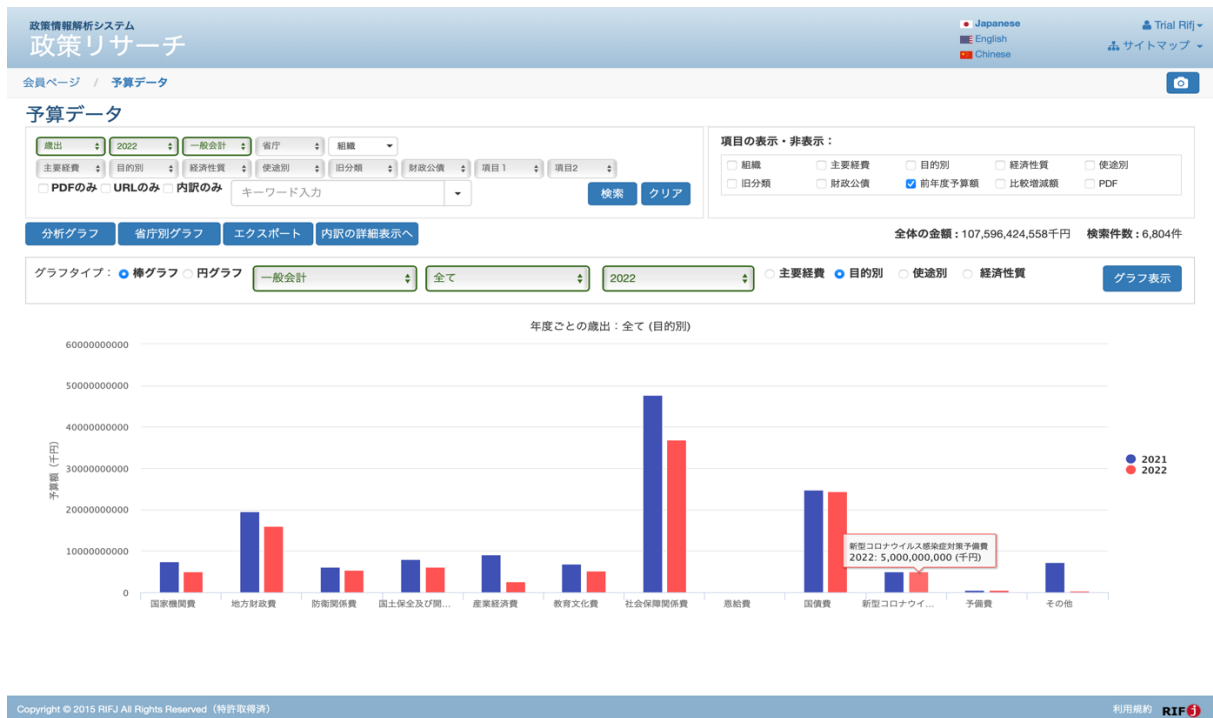 政策情報解析システム
政策リサーチ
Japanese
English
Chinese
Trial Rifj
サイトマップ
会員ページ / 予算データ
予算データ
歳出 2022 一般会計 省庁 組織
主要経費 目的別 経済性質 使途別 旧分類 財政公債 項目1 項目2
PDFのみ URLのみ 内訳のみ キーワード入力 検索 クリア
項目の表示・非表示：
組織 主要経費 目的別 経済性質 使途別
旧分類 財政公債 前年度予算額 比較増減額 PDF
分析グラフ 省庁別グラフ エクスポート 内訳の詳細表示へ
全体の金額：107,596,424,558千円 検索件数：6,804件
グラフタイプ： 棒グラフ 円グラフ 一般会計 全て 2022 主要経費 目的別 使途別 経済性質 グラフ表示
年度ごとの歳出：全て (目的別)
予算額 (千円)
60000000000
50000000000
40000000000
30000000000
20000000000
10000000000
0
2021
2022
新型コロナウイルス感染症対策予備費
2022: 5,000,000,000 (千円)
国家機関費 地方財政費 防衛関係費 国土保全及び開... 産業経済費 教育文化費 社会保障関係費 恩給費 国債費 新型コロナウイ... 予備費 その他
Copyright © 2015 RIFJ All Rights Reserved（特許取得済）
利用規約 RIFJ